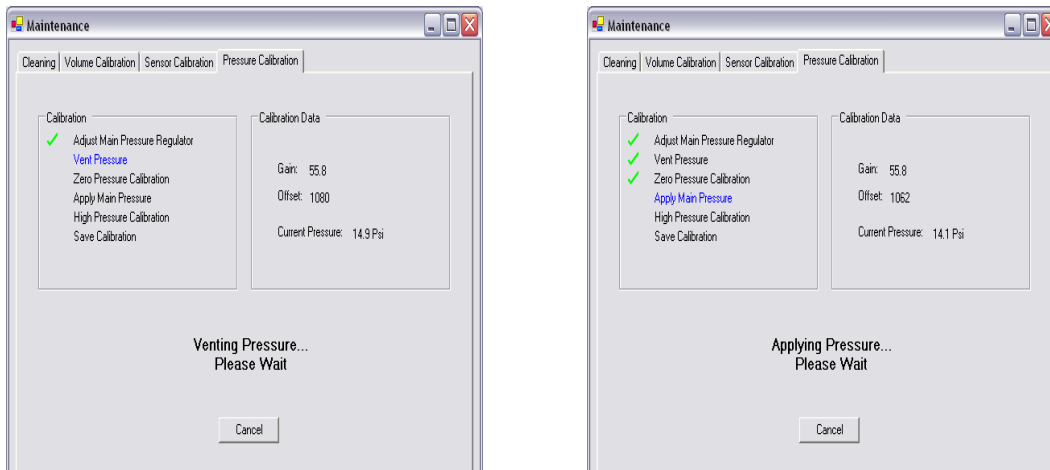 Maintenance
Cleaning Volume Calibration Sensor Calibration Pressure Calibration
Calibration
Adjust Main Pressure Regulator
Vent Pressure
Zero Pressure Calibration
Apply Main Pressure
High Pressure Calibration
Save Calibration
Calibration Data
Gain: 55.8
Offset: 1080
Current Pressure: 14.9 Psi
Venting Pressure...
Please Wait
Cancel
Maintenance
Cleaning Volume Calibration Sensor Calibration Pressure Calibration
Calibration
Adjust Main Pressure Regulator
Vent Pressure
Zero Pressure Calibration
Apply Main Pressure
High Pressure Calibration
Save Calibration
Calibration Data
Gain: 55.8
Offset: 1062
Current Pressure: 14.1 Psi
Applying Pressure...
Please Wait
Cancel